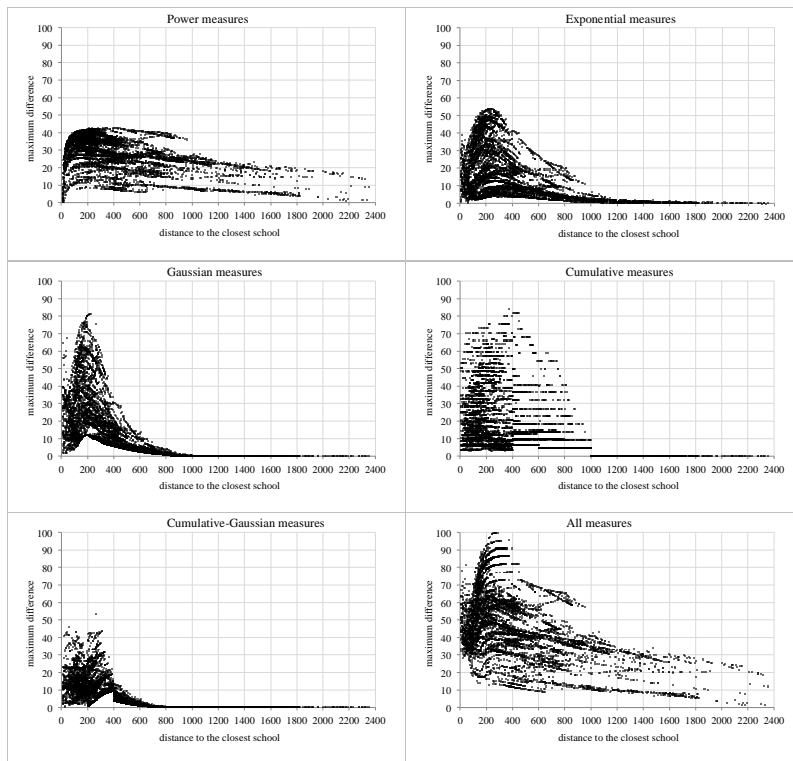 Power measures
100
90
80
70
60
50
40
30
20
10
0
maximum difference
0 200 400 600 800 1000 1200 1400 1600 1800 2000 2200 2400
distance to the closest school
Exponential measures
100
90
80
70
60
50
40
30
20
10
0
maximum difference
0 200 400 600 800 1000 1200 1400 1600 1800 2000 2200 2400
distance to the closest school
Gaussian measures
100
90
80
70
60
50
40
30
20
10
0
maximum difference
0 200 400 600 800 1000 1200 1400 1600 1800 2000 2200 2400
distance to the closest school
Cumulative measures
100
90
80
70
60
50
40
30
20
10
0
maximum difference
0 200 400 600 800 1000 1200 1400 1600 1800 2000 2200 2400
distance to the closest school
Cumulative-Gaussian measures
100
90
80
70
60
50
40
30
20
10
0
maximum difference
0 200 400 600 800 1000 1200 1400 1600 1800 2000 2200 2400
distance to the closest school
All measures
100
90
80
70
60
50
40
30
20
10
0
maximum difference
0 200 400 600 800 1000 1200 1400 1600 1800 2000 2200 2400
distance to the closest school